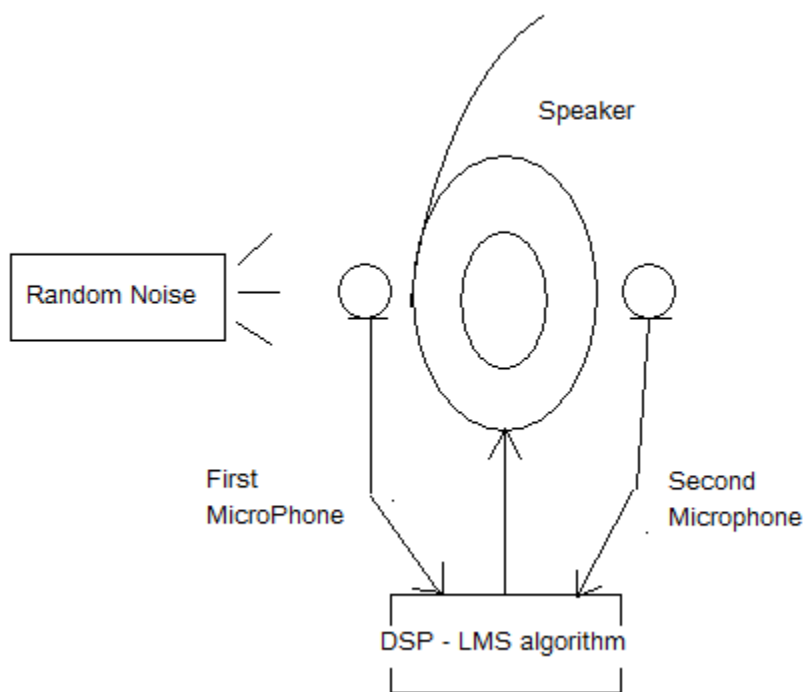 Speaker
Random Noise
First
MicroPhone
Second
Microphone
DSP - LMS algorithm